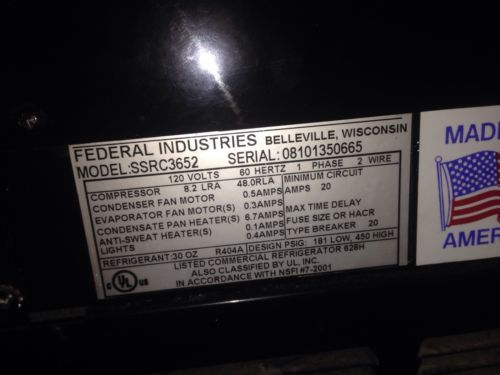 FEDERAL INDUSTRIES BELLEVILLE, WISCONSIN
MODEL:SSRC3652 SERIAL: 08101350665
120 VOLTS 60 HERTZ 1 PHASE 2 WIRE
COMPRESSOR 8.2 LRA 48.0RLA
CONDENSER FAN MOTOR 0.5AMPS
EVAPORATOR FAN MOTOR(S) 0.3AMPS
CONDENSATE PAN HEATER(S) 6.7AMPS
ANTI-SWEAT HEATER(S) 0.1AMPS
LIGHTS 0.4AMPS
MINIMUM CIRCUIT
AMPS 20
MAX TIME DELAY
FUSE SIZE OR HACR
TYPE BREAKER 20
REFRIGERANT:30 OZ R404A DESIGN PSIG: 181 LOW, 450 HIGH
LISTED COMMERCIAL REFRIGERATOR 628H
ALSO CLASSIFIED BY UL, INC.
IN ACCORDANCE WITH NSFI #7-2001
C UL US
MADE
AMER